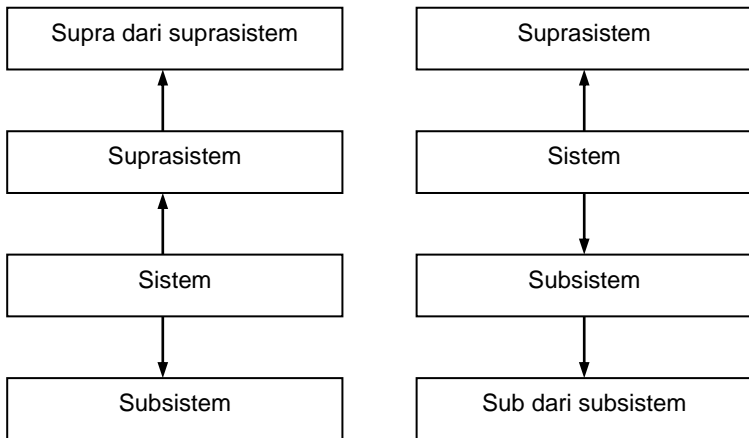 Supra dari suprasistem
Suprasistem
Sistem
Subsistem
Suprasistem
Sistem
Subsistem
Sub dari subsistem